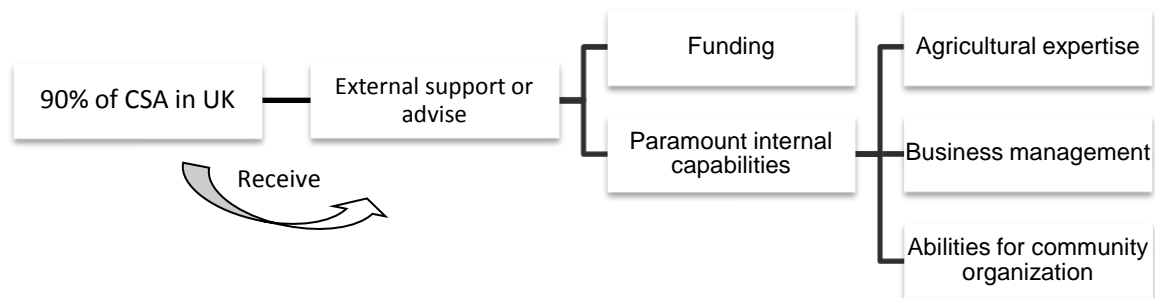 90% of CSA in UK
External support or
advise
Receive
Funding
Paramount internal
capabilities
Agricultural expertise
Business management
Abilities for community
organization